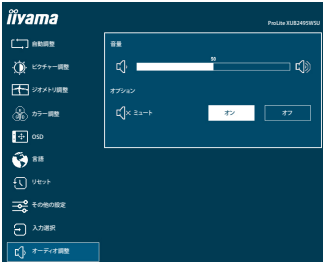 iiyama
ProLite XUB2495WSU
自動調整
ピクチャー調整
ジオメトリ調整
カラー調整
OSD
言語
リセット
その他の設定
入力選択
オーディオ調整
音量
50
オプション
ミュート
オン
オフ